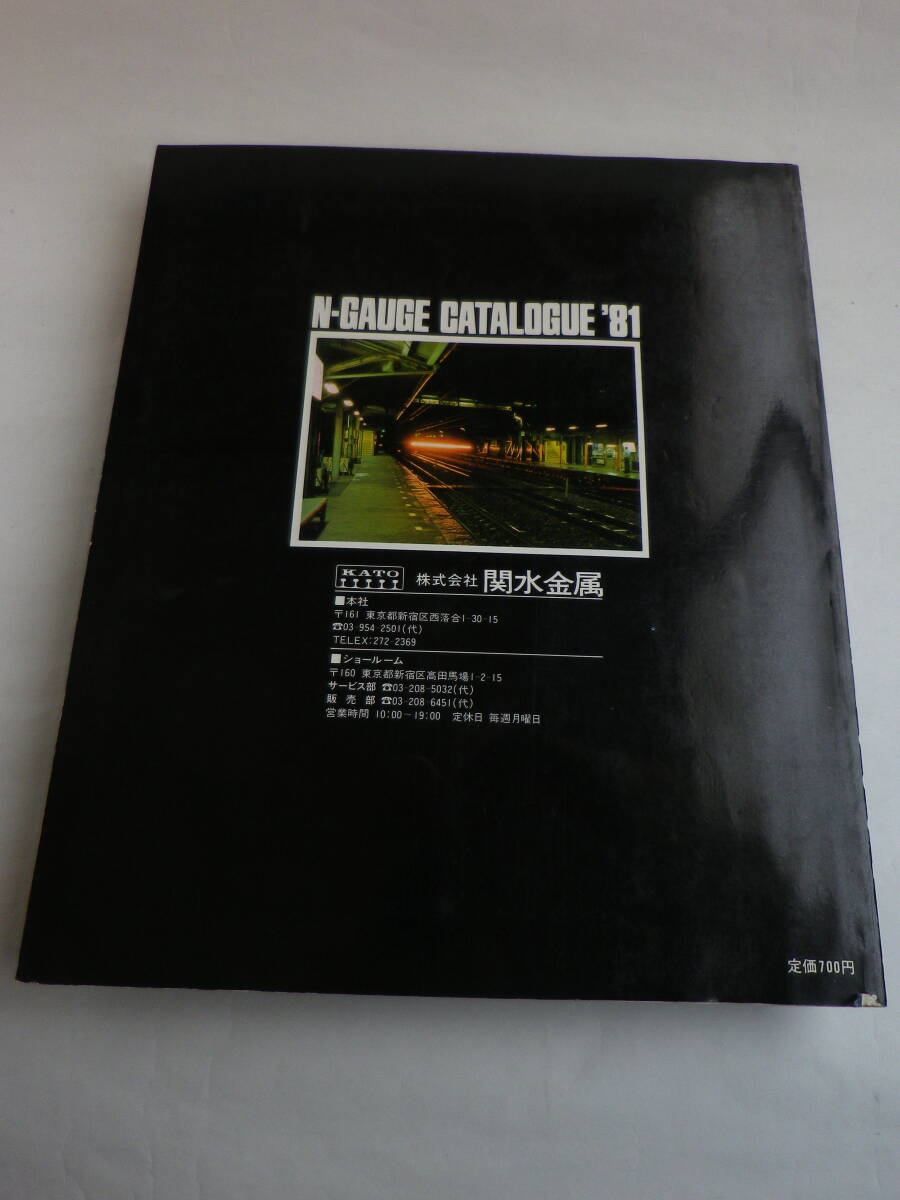 N-GAUGE CATALOGUE '81
KATO 株式会社 関水金属
■本社
〒161 東京都新宿区西落合1-30-15
☎03-954-2501(代)
TELEX:272-2369
■ショールーム
〒160 東京都新宿区高田馬場1-2-15
サービス部 ☎03-208-5032(代)
販売部 ☎03-208-6451(代)
営業時間 10:00~19:00 定休日 毎週月曜日
定価700円